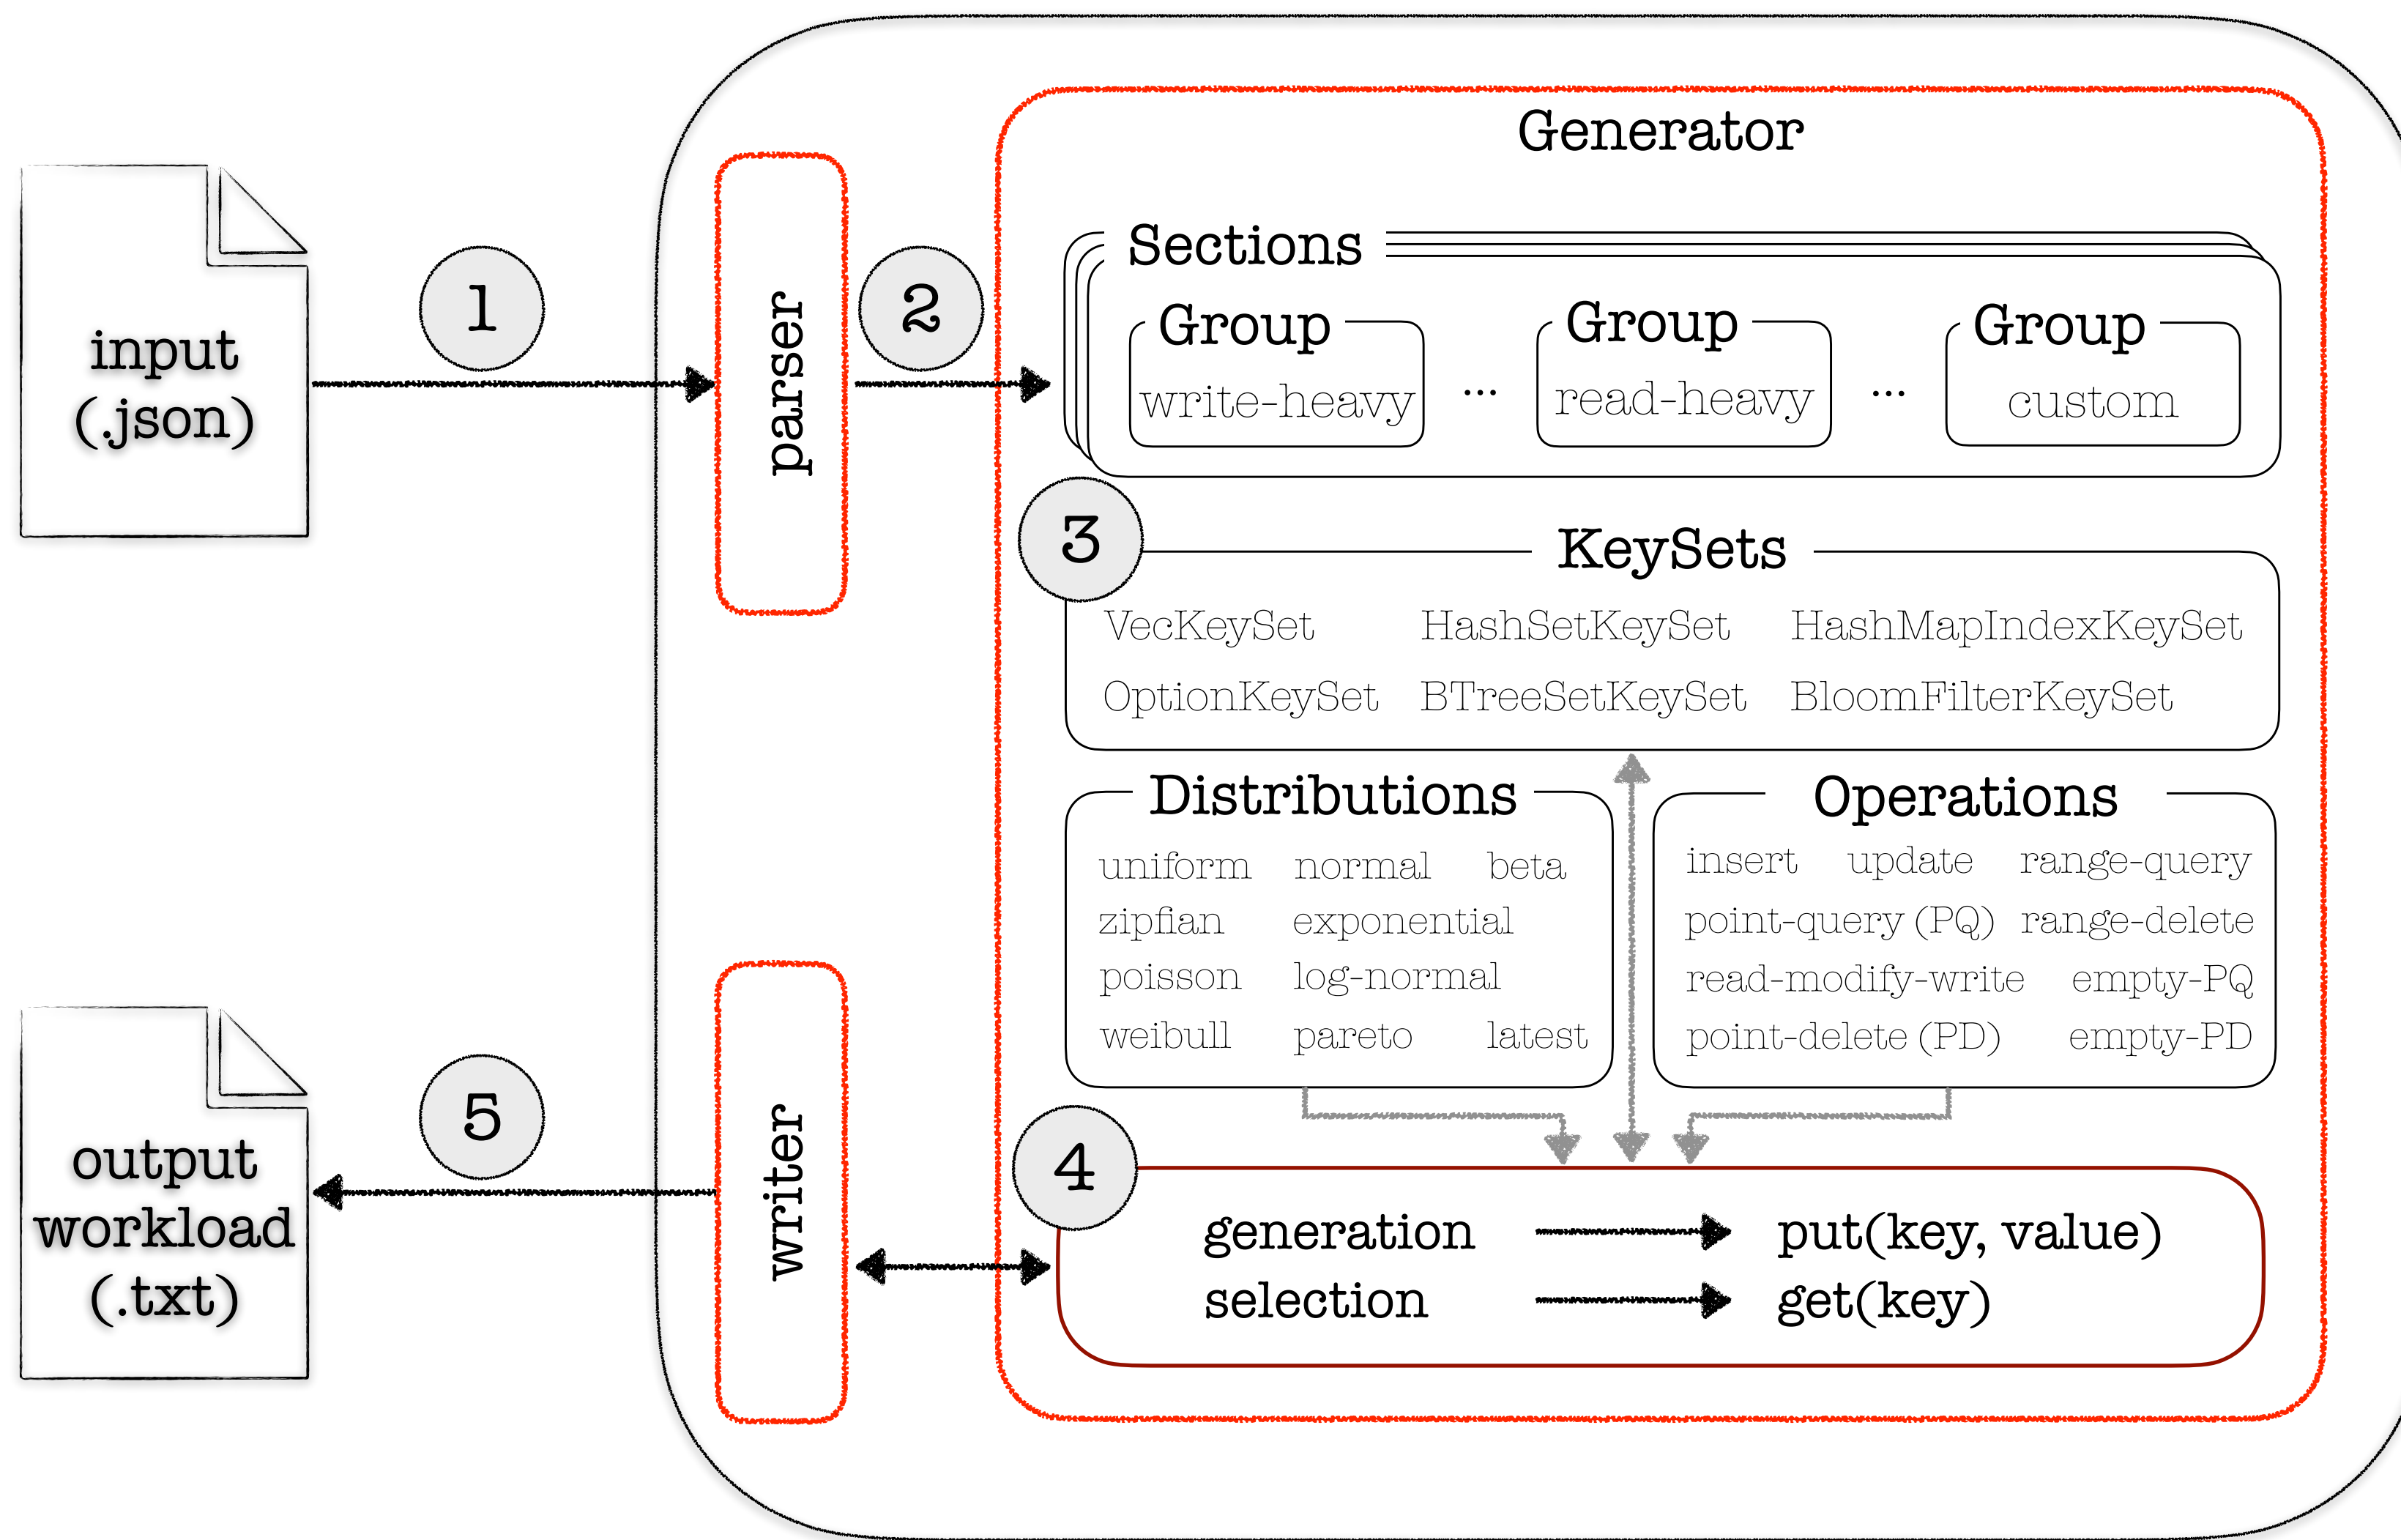 Generator
input
(.json)
1
parser
2
Sections
Group
write-heavy
...
Group
read-heavy
...
Group
custom
3
KeySets
VecKeySet HashSetKeySet HashMapIndexKeySet
OptionKeySet BTreeSetKeySet BloomFilterKeySet
Distributions
uniform normal beta
zipfian exponential
poisson log-normal
weibull pareto latest
Operations
insert update range-query
point-query (PQ) range-delete
read-modify-write empty-PQ
point-delete (PD) empty-PD
4
generation put(key, value)
selection get(key)
writer
5
output
workload
(.txt)